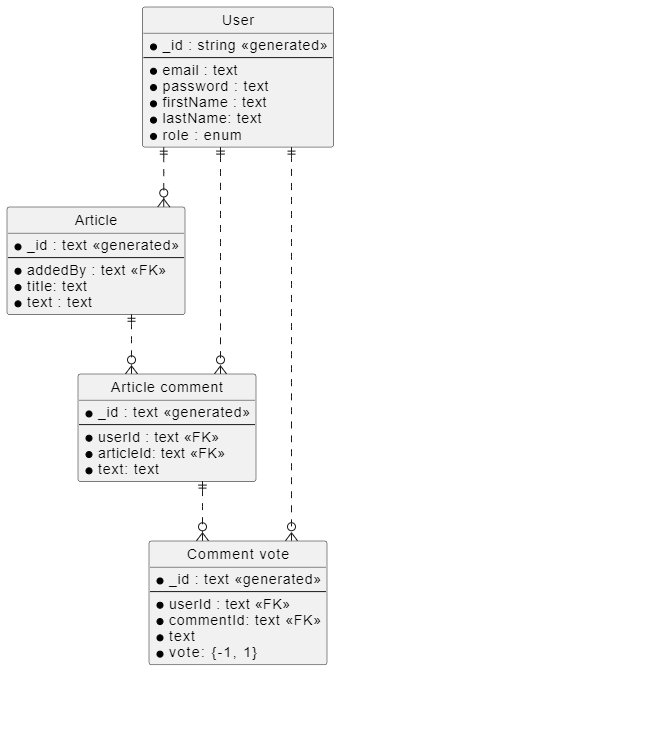 User
_id : string «generated»
email : text
password : text
firstName : text
lastName: text
role : enum
Article
_id : text «generated»
addedBy : text «FK»
title: text
text : text
Article comment
_id : text «generated»
userId : text «FK»
articleId: text «FK»
text: text
Comment vote
_id : text «generated»
userId : text «FK»
commentId: text «FK»
text
vote: {-1, 1}